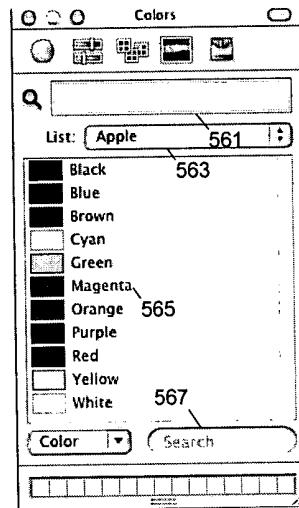 Colors
561
List: Apple
563
Black
Blue
Brown
Cyan
Green
Magenta
565
Orange
Purple
Red
Yellow
White
567
Color
Search